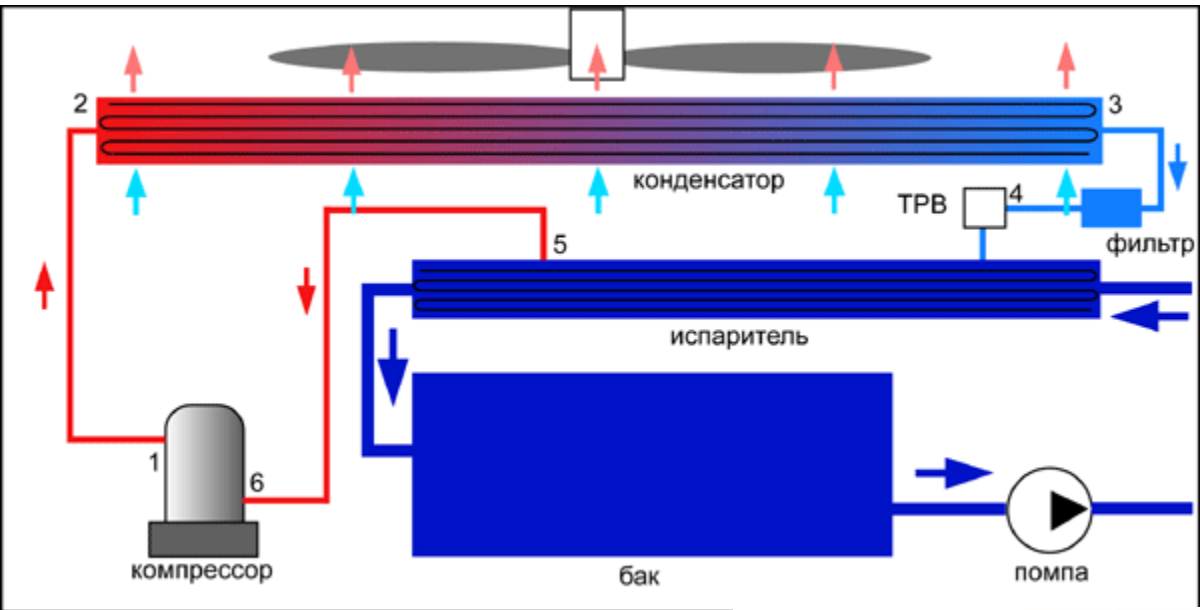 2
3
конденсатор
ТРВ
4
5
фильтр
испаритель
1
6
компрессор
бак
помпа